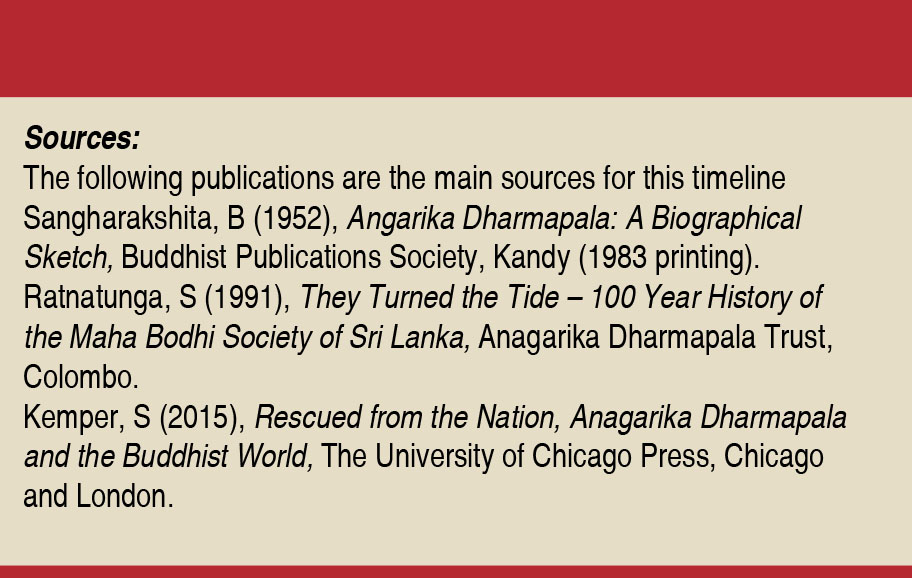 Sources:
The following publications are the main sources for this timeline
Sangharakshita, B (1952), Angarika Dharmapala: A Biographical
Sketch, Buddhist Publications Society, Kandy (1983 printing).
Ratnatunga, S (1991), They Turned the Tide – 100 Year History of
the Maha Bodhi Society of Sri Lanka, Anagarika Dharmapala Trust,
Colombo.
Kemper, S (2015), Rescued from the Nation, Anagarika Dharmapala
and the Buddhist World, The University of Chicago Press, Chicago
and London.